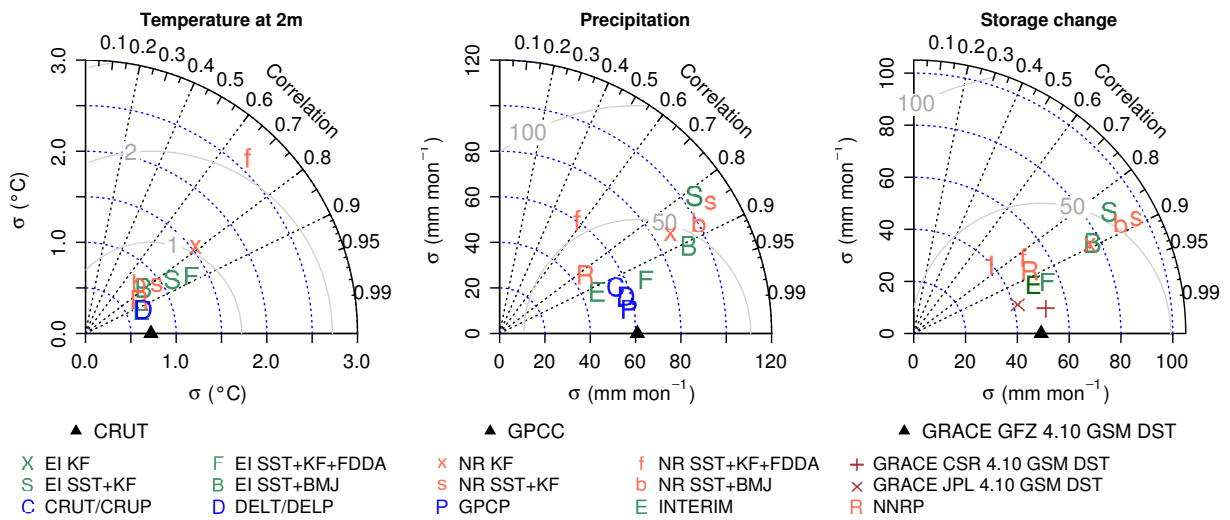 Temperature at 2m
0.0 1.0 2.0 3.0
0.0 1.0 2.0 3.0
σ (°C)
σ (°C)
0.1 0.2 0.3 0.4 0.5 0.6 0.7 0.8 0.9 0.95 0.99
Correlation
1 2
Precipitation
0 20 40 60 80 100 120
0 20 40 60 80 120
σ (mm mon⁻¹)
σ (mm mon⁻¹)
0.1 0.2 0.3 0.4 0.5 0.6 0.7 0.8 0.9 0.95 0.99
Correlation
50 100
Storage change
0 20 40 60 80 100
0 20 40 60 80 100
σ (mm mon⁻¹)
σ (mm mon⁻¹)
0.1 0.2 0.3 0.4 0.5 0.6 0.7 0.8 0.9 0.95 0.99
Correlation
50 100
▲ CRUT
▲ GPCC
▲ GRACE GFZ 4.10 GSM DST
X EI KF
F EI SST+KF+FDDA
x NR KF
f NR SST+KF+FDDA
+ GRACE CSR 4.10 GSM DST
S EI SST+KF
B EI SST+BMJ
s NR SST+KF
b NR SST+BMJ
× GRACE JPL 4.10 GSM DST
C CRUT/CRUP
D DELT/DELP
P GPCP
E INTERIM
R NNRP